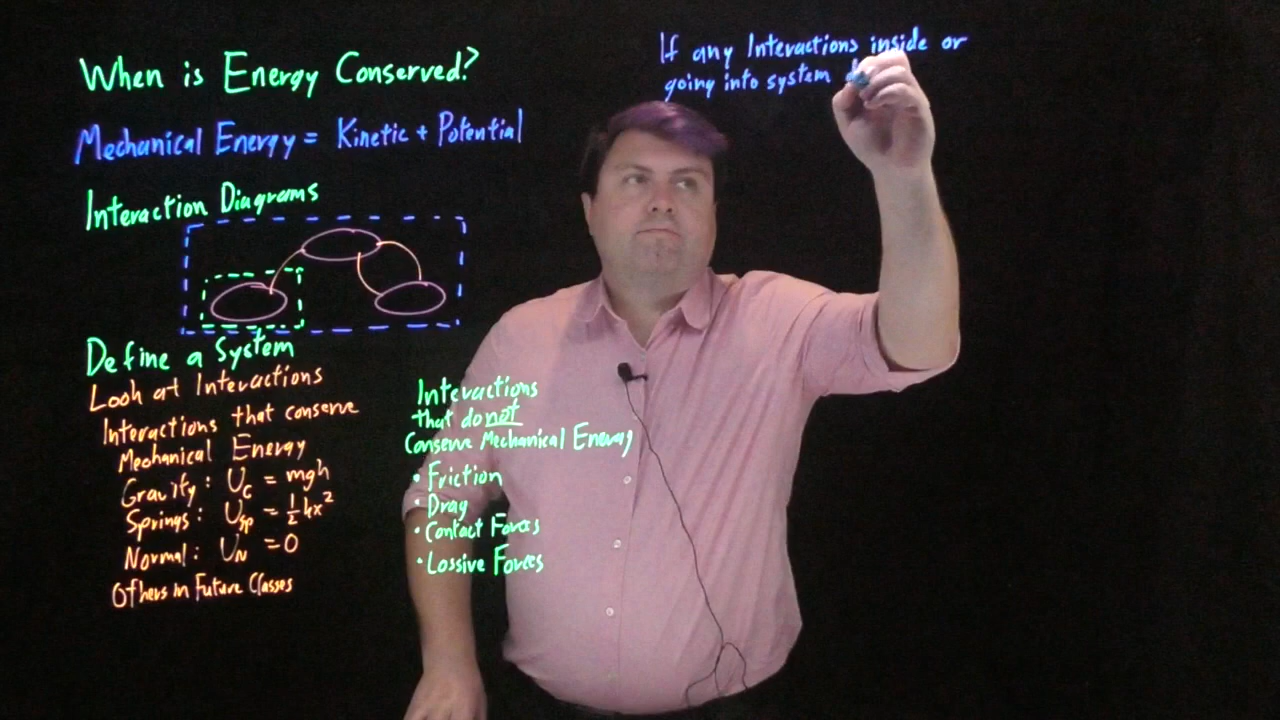 When is Energy Conserved?
Mechanical Energy = Kinetic + Potential
Interaction Diagrams
Define a System
Look at Interactions
Interactions that conserve
Mechanical Energy
Gravity: U_G = mgh
Springs: U_sp = ½kx²
Normal: U_N = 0
Others in Future Classes
Interactions
that do not
Conserve Mechanical Energy
• Friction
• Drag
• Contact Forces
• Lossive Forces
If any Interactions inside or
going into system